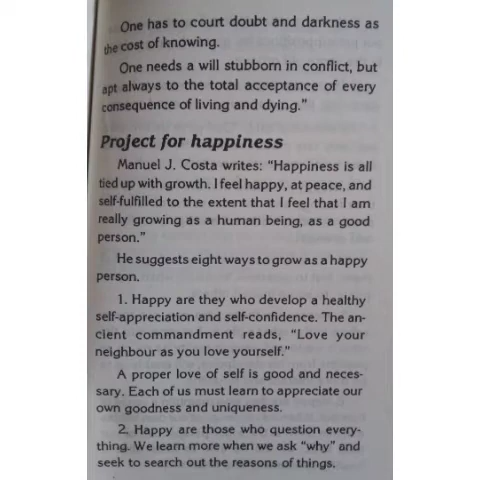 One has to court doubt and darkness as
the cost of knowing.
One needs a will stubborn in conflict, but
apt always to the total acceptance of every
consequence of living and dying."
Project for happiness
Manuel J. Costa writes: "Happiness is all
tied up with growth. I feel happy, at peace, and
self-fulfilled to the extent that I feel that I am
really growing as a human being, as a good
person."
He suggests eight ways to grow as a happy
person.
1. Happy are they who develop a healthy
self-appreciation and self-confidence. The an-
cient commandment reads, "Love your
neighbour as you love yourself."
A proper love of self is good and neces-
sary. Each of us must learn to appreciate our
own goodness and uniqueness.
2. Happy are those who question every-
thing. We learn more when we ask "why" and
seek to search out the reasons of things.